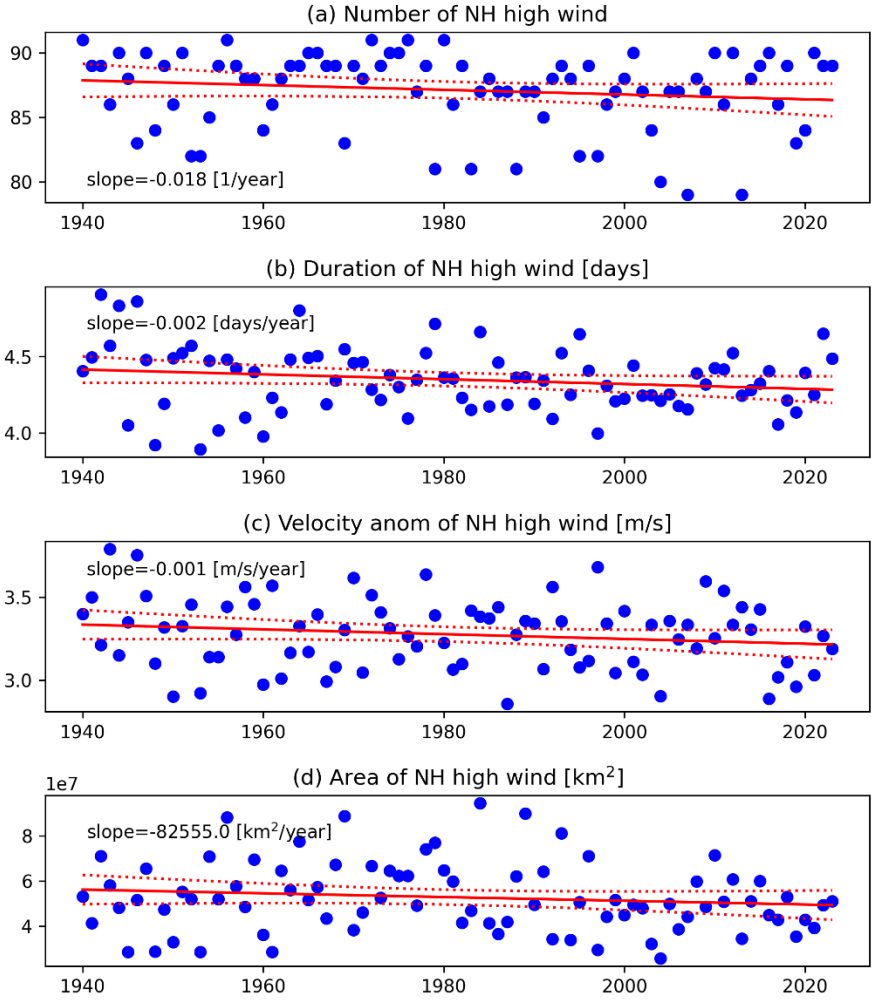 (a) Number of NH high wind
90
85
80
slope=-0.018 [1/year]
1940 1960 1980 2000 2020
(b) Duration of NH high wind [days]
slope=-0.002 [days/year]
4.5
4.0
1940 1960 1980 2000 2020
(c) Velocity anom of NH high wind [m/s]
slope=-0.001 [m/s/year]
3.5
3.0
1940 1960 1980 2000 2020
(d) Area of NH high wind [km²]
1e7
8
slope=-82555.0 [km²/year]
6
4
1940 1960 1980 2000 2020